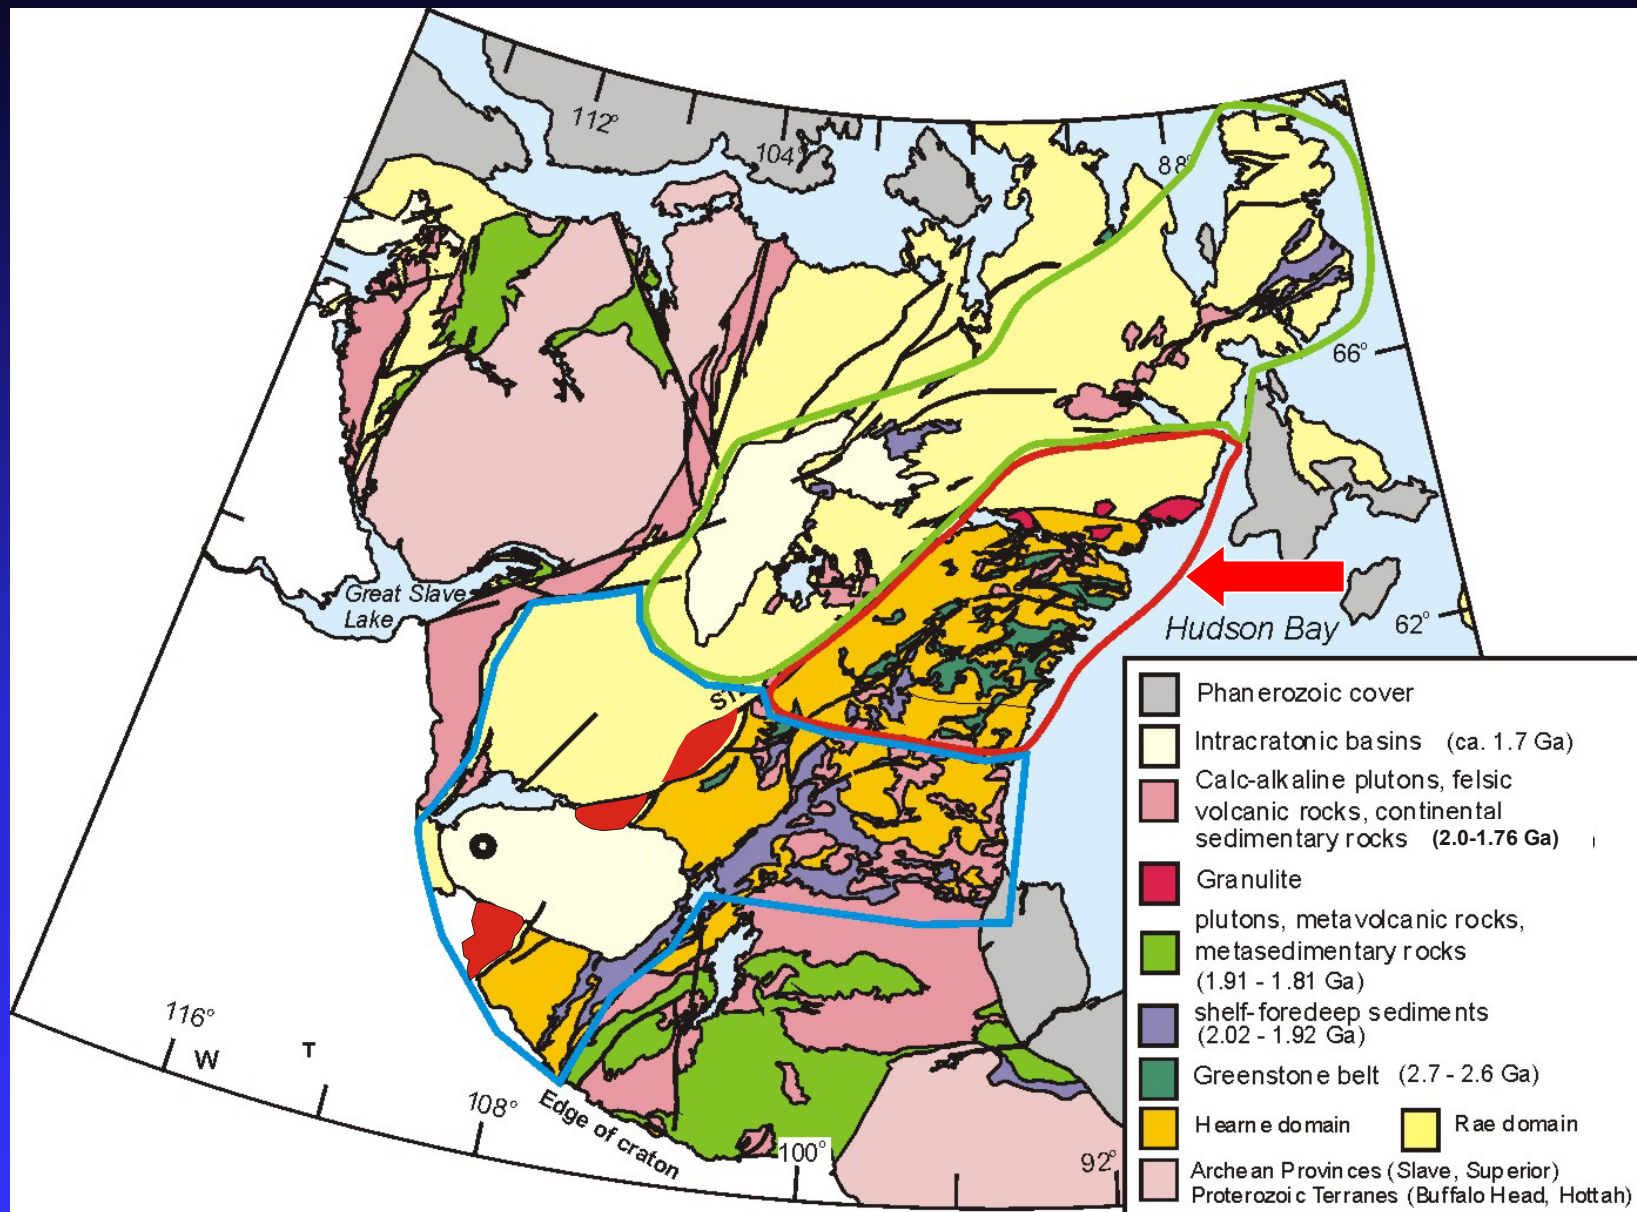 112°
104°
88°
66°
Great Slave
Lake
Hudson Bay
62°
ST
Phanerozoic cover
Intracratonic basins (ca. 1.7 Ga)
Calc-alkaline plutons, felsic
volcanic rocks, continental
sedimentary rocks (2.0-1.76 Ga) )
Granulite
plutons, metavolcanic rocks,
metasedimentary rocks
(1.91 - 1.81 Ga)
shelf-foredeep sediments
(2.02 - 1.92 Ga)
Greenstone belt (2.7 - 2.6 Ga)
Hearne domain Rae domain
Archean Provinces (Slave, Superior)
Proterozoic Terranes (Buffalo Head, Hottah)
116°
W T
108°
Edge of craton
100°
92°